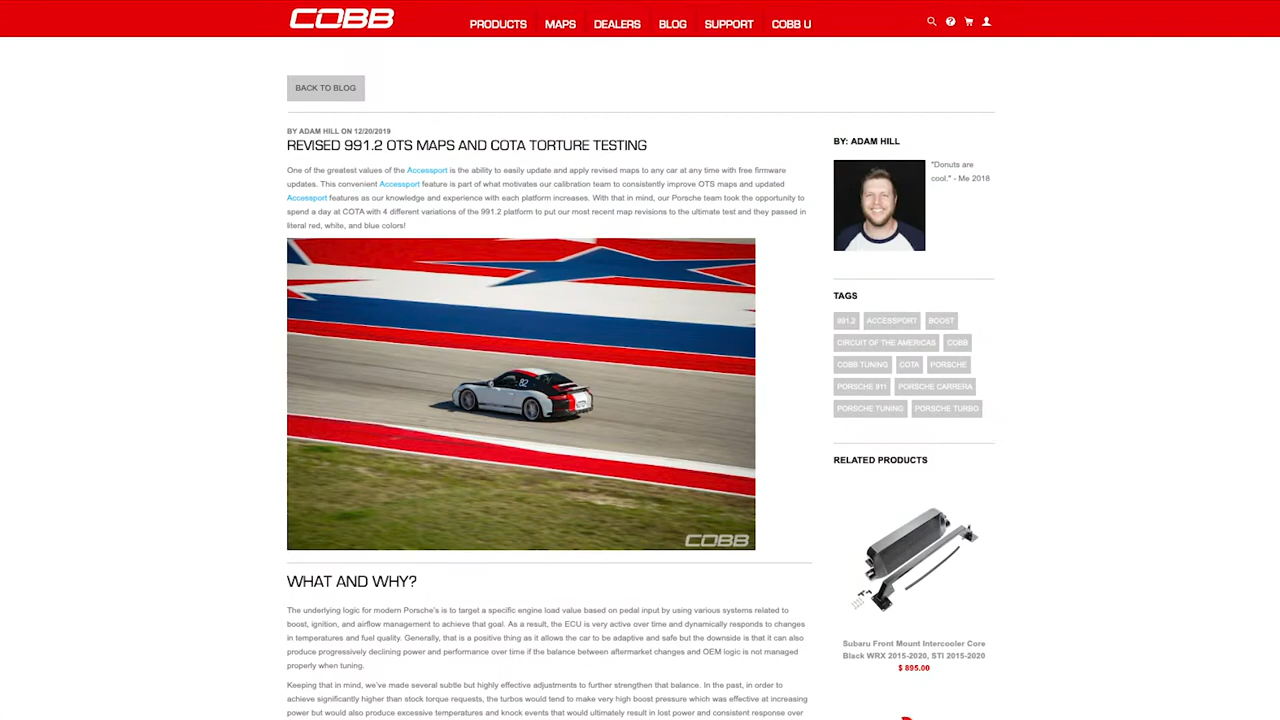 COBB
PRODUCTS MAPS DEALERS BLOG SUPPORT COBB U
BACK TO BLOG
BY ADAM HILL ON 12/20/2019
REVISED 991.2 OTS MAPS AND COTA TORTURE TESTING
One of the greatest values of the Accessport is the ability to easily update and apply revised maps to any car at any time with free firmware
updates. This convenient Accessport feature is part of what motivates our calibration team to consistently improve OTS maps and updated
Accessport features as our knowledge and experience with each platform increases. With that in mind, our Porsche team took the opportunity to
spend a day at COTA with 4 different variations of the 991.2 platform to put our most recent map revisions to the ultimate test and they passed in
literal red, white, and blue colors!
82
COBB
WHAT AND WHY?
The underlying logic for modern Porsche's is to target a specific engine load value based on pedal input by using various systems related to
boost, ignition, and airflow management to achieve that goal. As a result, the ECU is very active over time and dynamically responds to changes
in temperatures and fuel quality. Generally, that is a positive thing as it allows the car to be adaptive and safe but the downside is that it can also
produce progressively declining power and performance over time if the balance between aftermarket changes and OEM logic is not managed
properly when tuning.
Keeping that in mind, we've made several subtle but highly effective adjustments to further strengthen that balance. In the past, in order to
achieve significantly higher than stock torque requests, the turbos would tend to make very high boost pressure which was effective at increasing
power but would also produce excessive temperatures and knock events that would ultimately result in lost power and consistent response over
BY: ADAM HILL
"Donuts are
cool." - Me 2018
TAGS
991.2 ACCESSPORT BOOST
CIRCUIT OF THE AMERICAS COBB
COBB TUNING COTA PORSCHE
PORSCHE 911 PORSCHE CARRERA
PORSCHE TUNING PORSCHE TURBO
RELATED PRODUCTS
Subaru Front Mount Intercooler Core
Black WRX 2015-2020, STI 2015-2020
$ 895.00